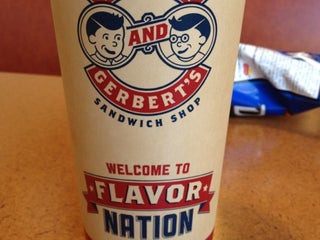 AND
GERBERT'S
SANDWICH SHOP
WELCOME TO
FLAVOR
NATION